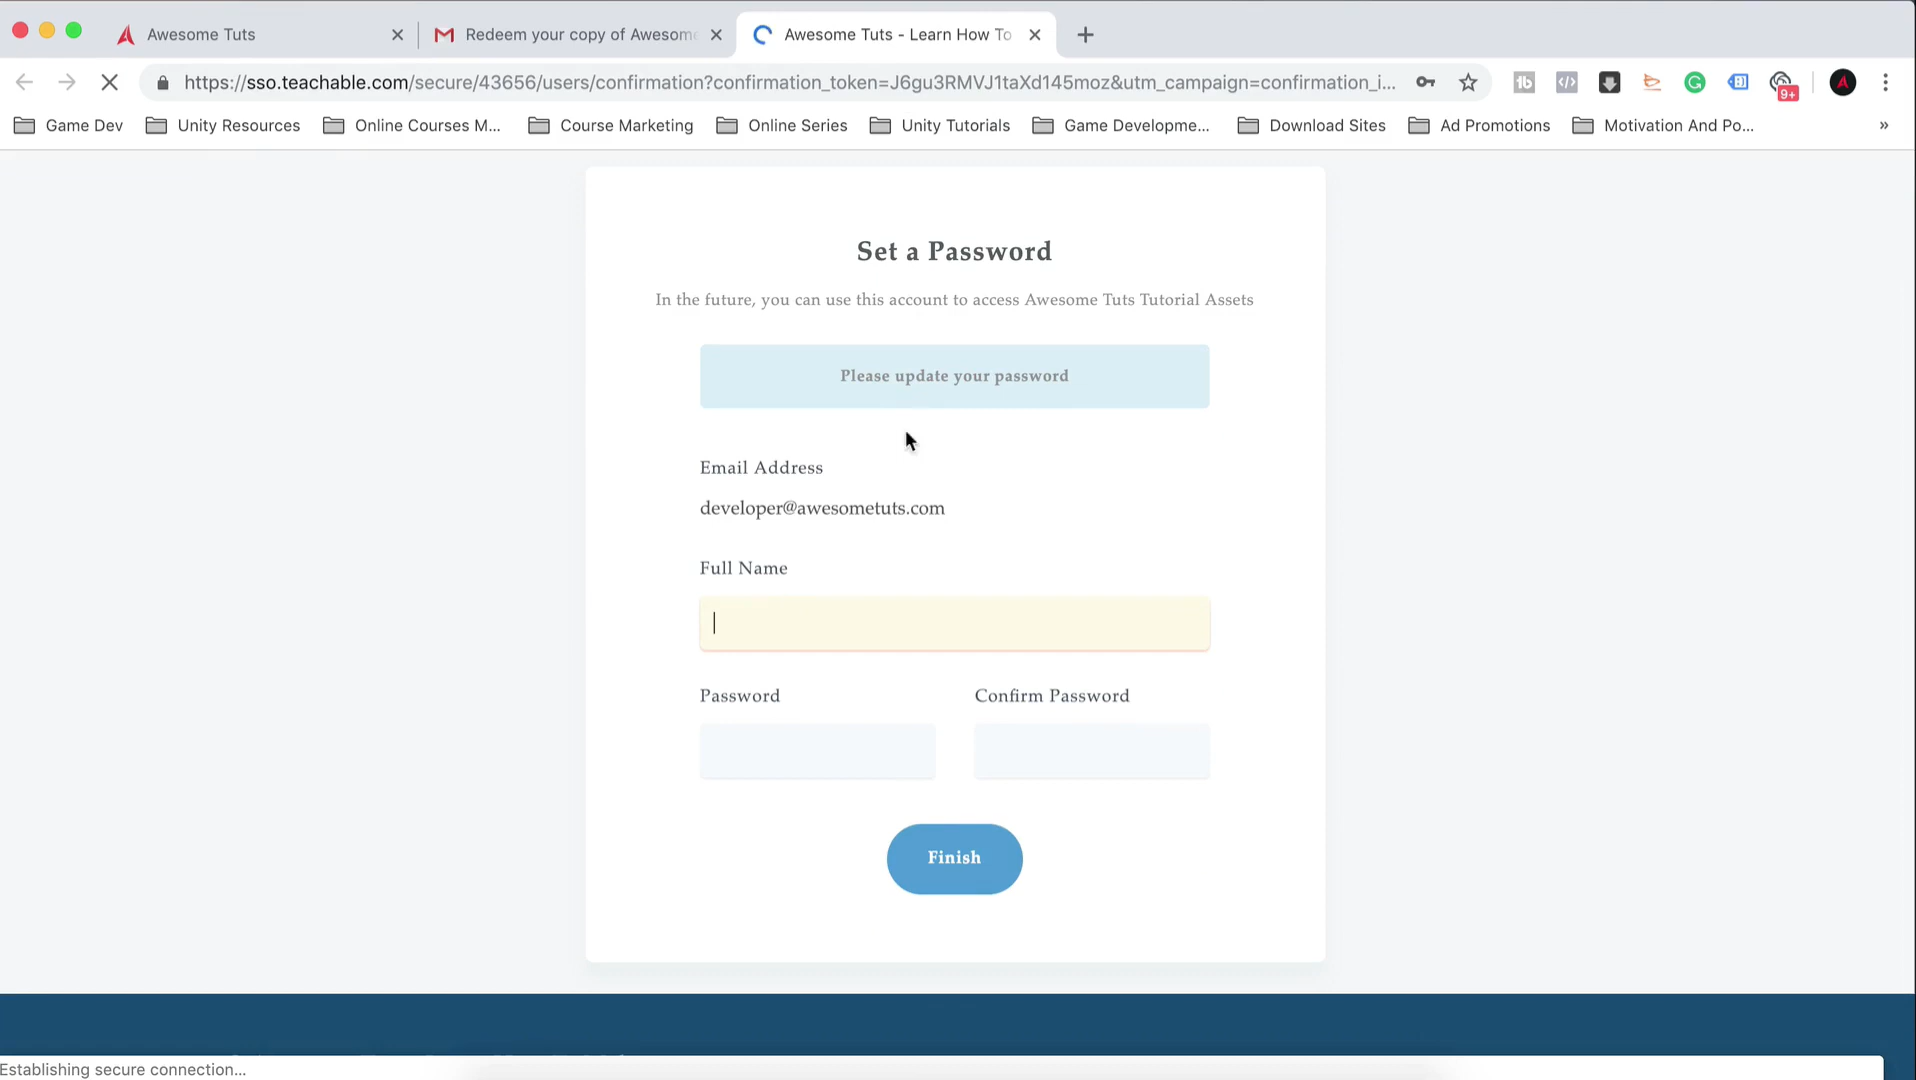 Awesome Tuts
Redeem your copy of Awesom
Awesome Tuts - Learn How To
https://sso.teachable.com/secure/43656/users/confirmation?confirmation_token=J6gu3RMVJ1taXd145moz&utm_campaign=confirmation_i...
9+
Game Dev
Unity Resources
Online Courses M...
Course Marketing
Online Series
Unity Tutorials
Game Developme...
Download Sites
Ad Promotions
Motivation And Po...
»
Set a Password
In the future, you can use this account to access Awesome Tuts Tutorial Assets
Please update your password
Email Address
developer@awesometuts.com
Full Name
Password
Confirm Password
Finish
Establishing secure connection...